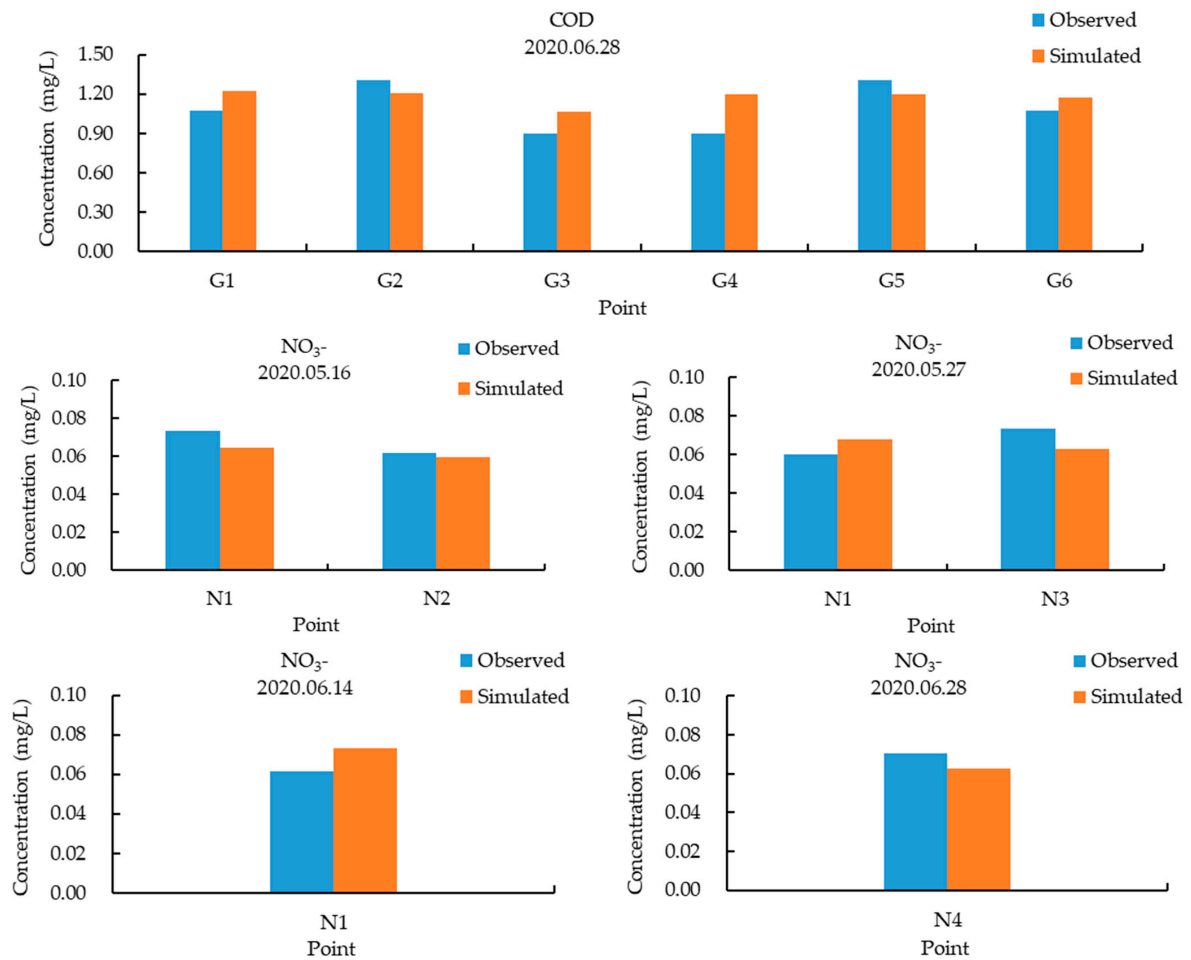 COD
2020.06.28
Observed
Simulated
Concentration (mg/L)
1.50
1.20
0.90
0.60
0.30
0.00
G1 G2 G3 G4 G5 G6
Point
NO₃-
2020.05.16
Observed
Simulated
Concentration (mg/L)
0.10
0.08
0.06
0.04
0.02
0.00
N1 N2
Point
NO₃-
2020.05.27
Observed
Simulated
Concentration (mg/L)
0.10
0.08
0.06
0.04
0.02
0.00
N1 N3
Point
NO₃-
2020.06.14
Observed
Simulated
Concentration (mg/L)
0.10
0.08
0.06
0.04
0.02
0.00
N1
Point
NO₃-
2020.06.28
Observed
Simulated
Concentration (mg/L)
0.10
0.08
0.06
0.04
0.02
0.00
N4
Point